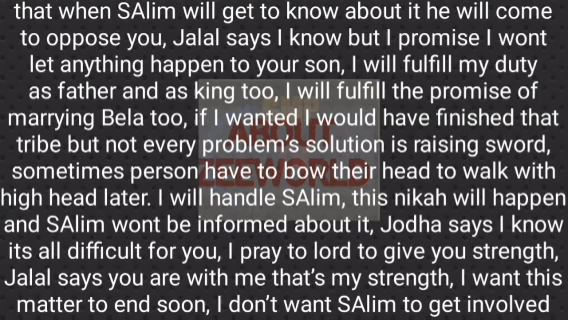 that when SAlim will get to know about it he will come
to oppose you, Jalal says I know but I promise I wont
let anything happen to your son, I will fulfill my duty
as father and as king too, I will fulfill the promise of
marrying Bela too, if I wanted I would have finished that
tribe but not every problem's solution is raising sword,
sometimes person have to bow their head to walk with
high head later. I will handle SAlim, this nikah will happen
and SAlim wont be informed about it, Jodha says I know
its all difficult for you, I pray to lord to give you strength,
Jalal says you are with me that's my strength, I want this
matter to end soon, I don't want SAlim to get involved
ABOUT
ZEEWORLD